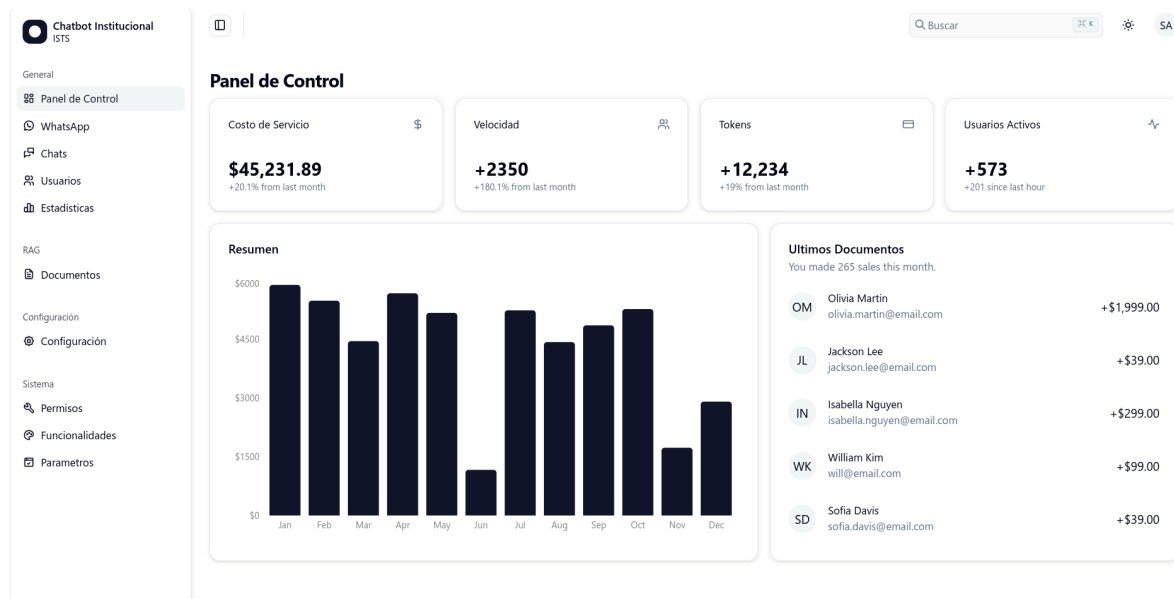 Chatbot Institucional
ISTS
General
Panel de Control
WhatsApp
Chats
Usuarios
Estadisticas
RAG
Documentos
Configuración
Configuración
Sistema
Permisos
Funcionalidades
Parametros
Buscar
⌘ K
SA
Panel de Control
Costo de Servicio
$45,231.89
+20.1% from last month
Velocidad
+2350
+180.1% from last month
Tokens
+12,234
+19% from last month
Usuarios Activos
+573
+201 since last hour
Resumen
$6000
$4500
$3000
$1500
$0
Jan Feb Mar Apr May Jun Jul Aug Sep Oct Nov Dec
Ultimos Documentos
You made 265 sales this month.
OM
Olivia Martin
olivia.martin@email.com
+$1,999.00
JL
Jackson Lee
jackson.lee@email.com
+$39.00
IN
Isabella Nguyen
isabella.nguyen@email.com
+$299.00
WK
William Kim
will@email.com
+$99.00
SD
Sofia Davis
sofia.davis@email.com
+$39.00